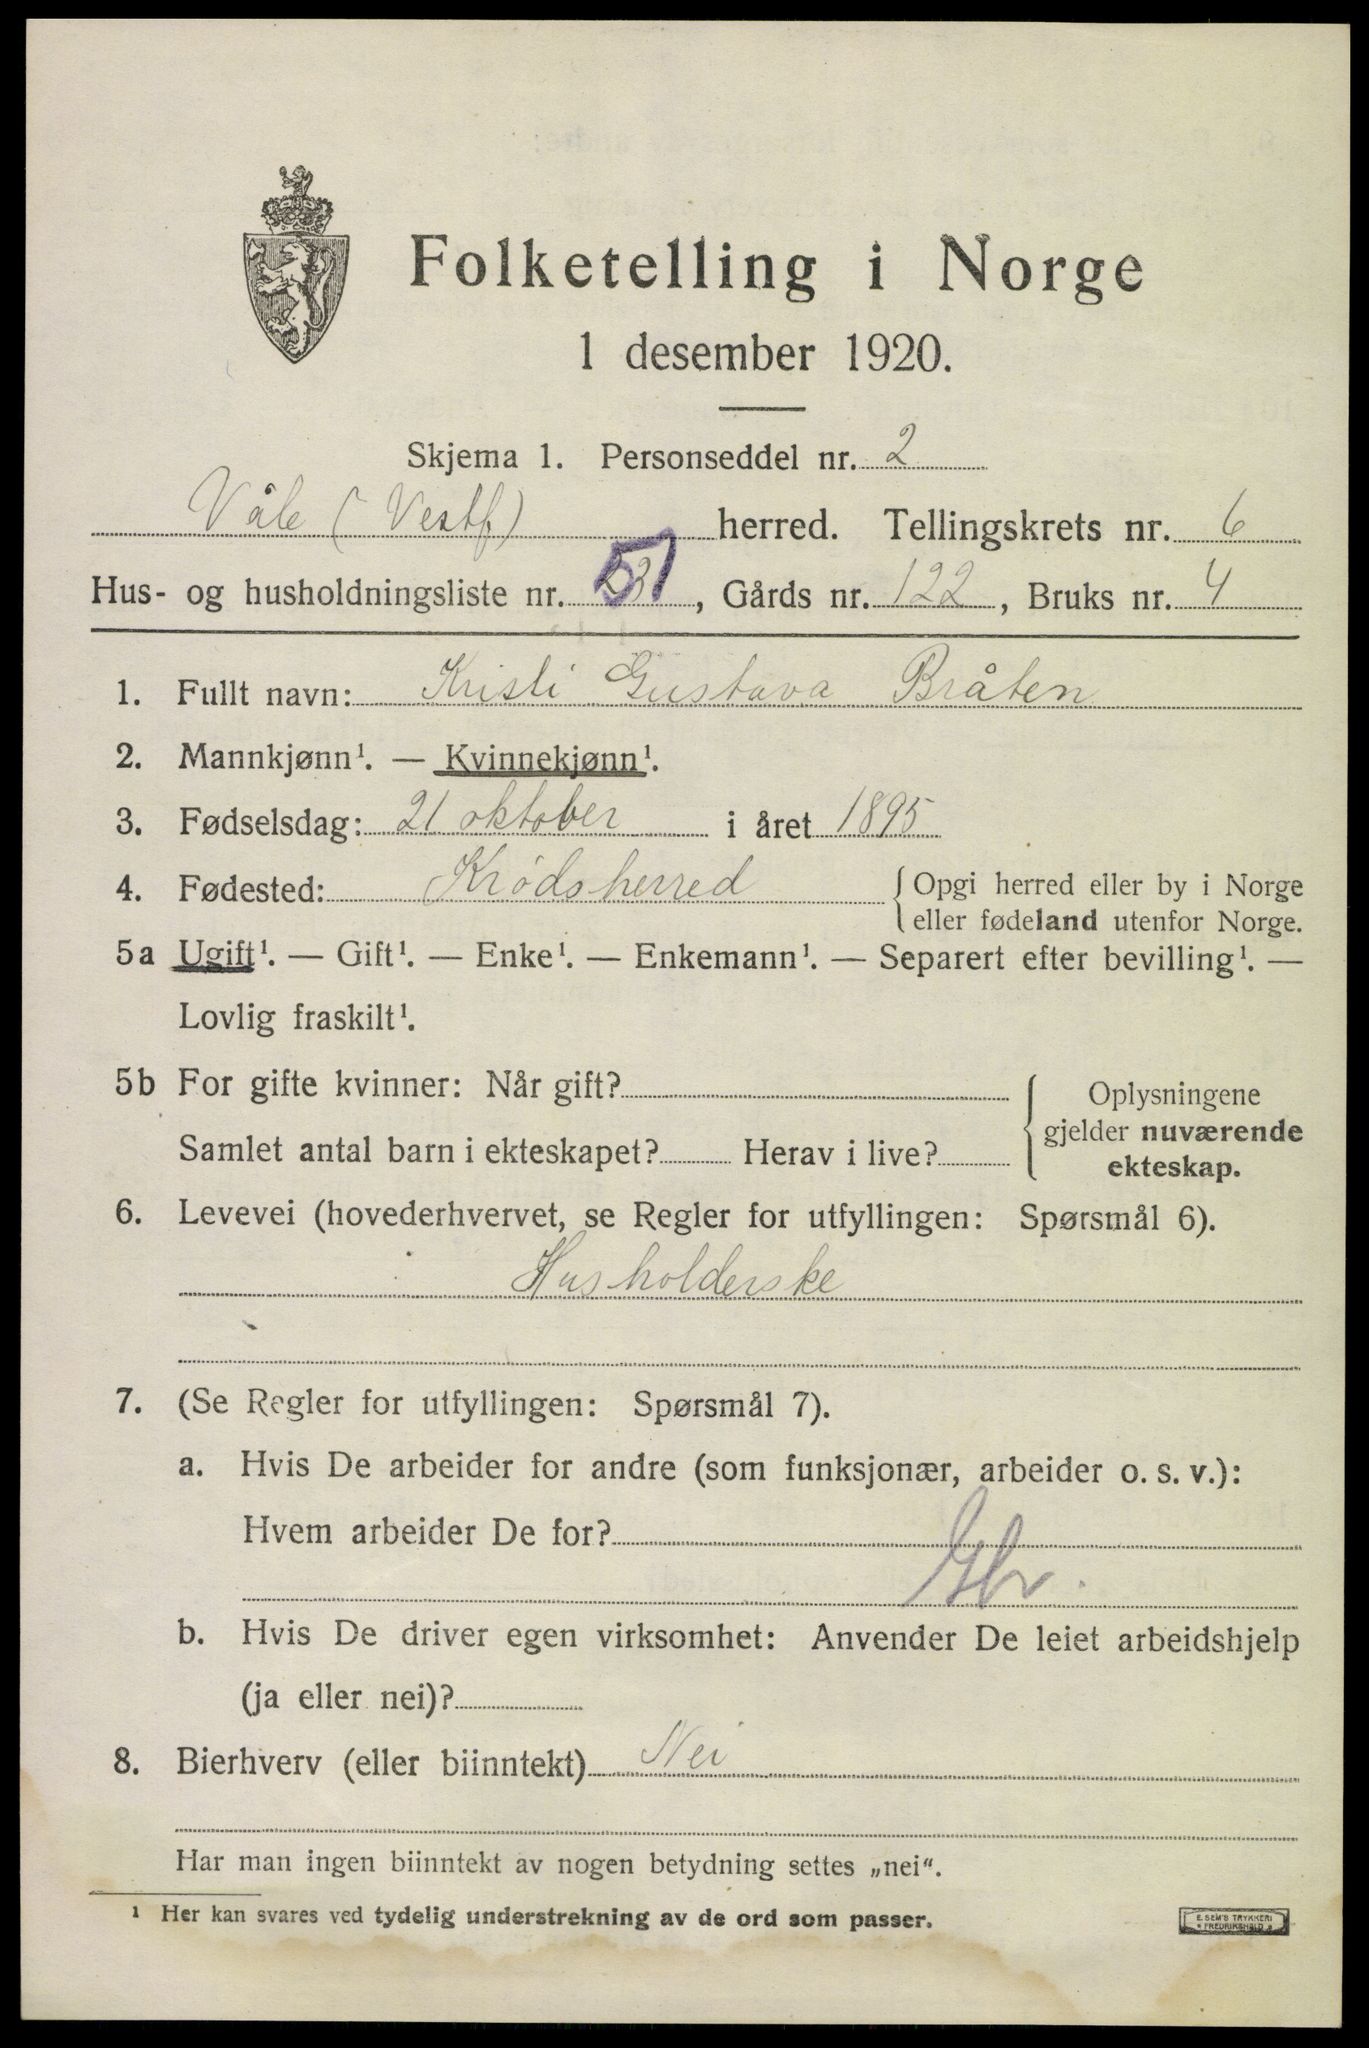 Folketelling i Norge
1 desember 1920.
Skjema 1. Personseddel nr. 2
Våle (Vestf) herred. Tellingskrets nr. 6
Hus- og husholdningsliste nr. 51, Gårds nr. 122, Bruks nr. 4
1. Fullt navn: Kristi Gustava Bråten
2. Mannkjønn¹. — Kvinnekjønn¹.
3. Fødselsdag: 21 oktober i året 1895
4. Fødested: Krødsherred { Opgi herred eller by i Norge
eller fødeland utenfor Norge.
5a Ugift¹. — Gift¹. — Enke¹. — Enkemann¹. — Separert efter bevilling¹. —
Lovlig fraskilt¹.
5b For gifte kvinner: Når gift?
Samlet antal barn i ekteskapet? Herav i live?
{ Oplysningene
gjelder nuværende
ekteskap.
6. Levevei (hovederhvervet, se Regler for utfyllingen: Spørsmål 6).
Husholderske
7. (Se Regler for utfyllingen: Spørsmål 7).
a. Hvis De arbeider for andre (som funksjonær, arbeider o. s. v.):
Hvem arbeider De for?
Gbr.
b. Hvis De driver egen virksomhet: Anvender De leiet arbeidshjelp
(ja eller nei)?
8. Bierhverv (eller biinntekt) Nei
Har man ingen biinntekt av nogen betydning settes „nei“.
¹ Her kan svares ved tydelig understrekning av de ord som passer.
E. SEM'S TRYKKERI
FREDRIKSHALD